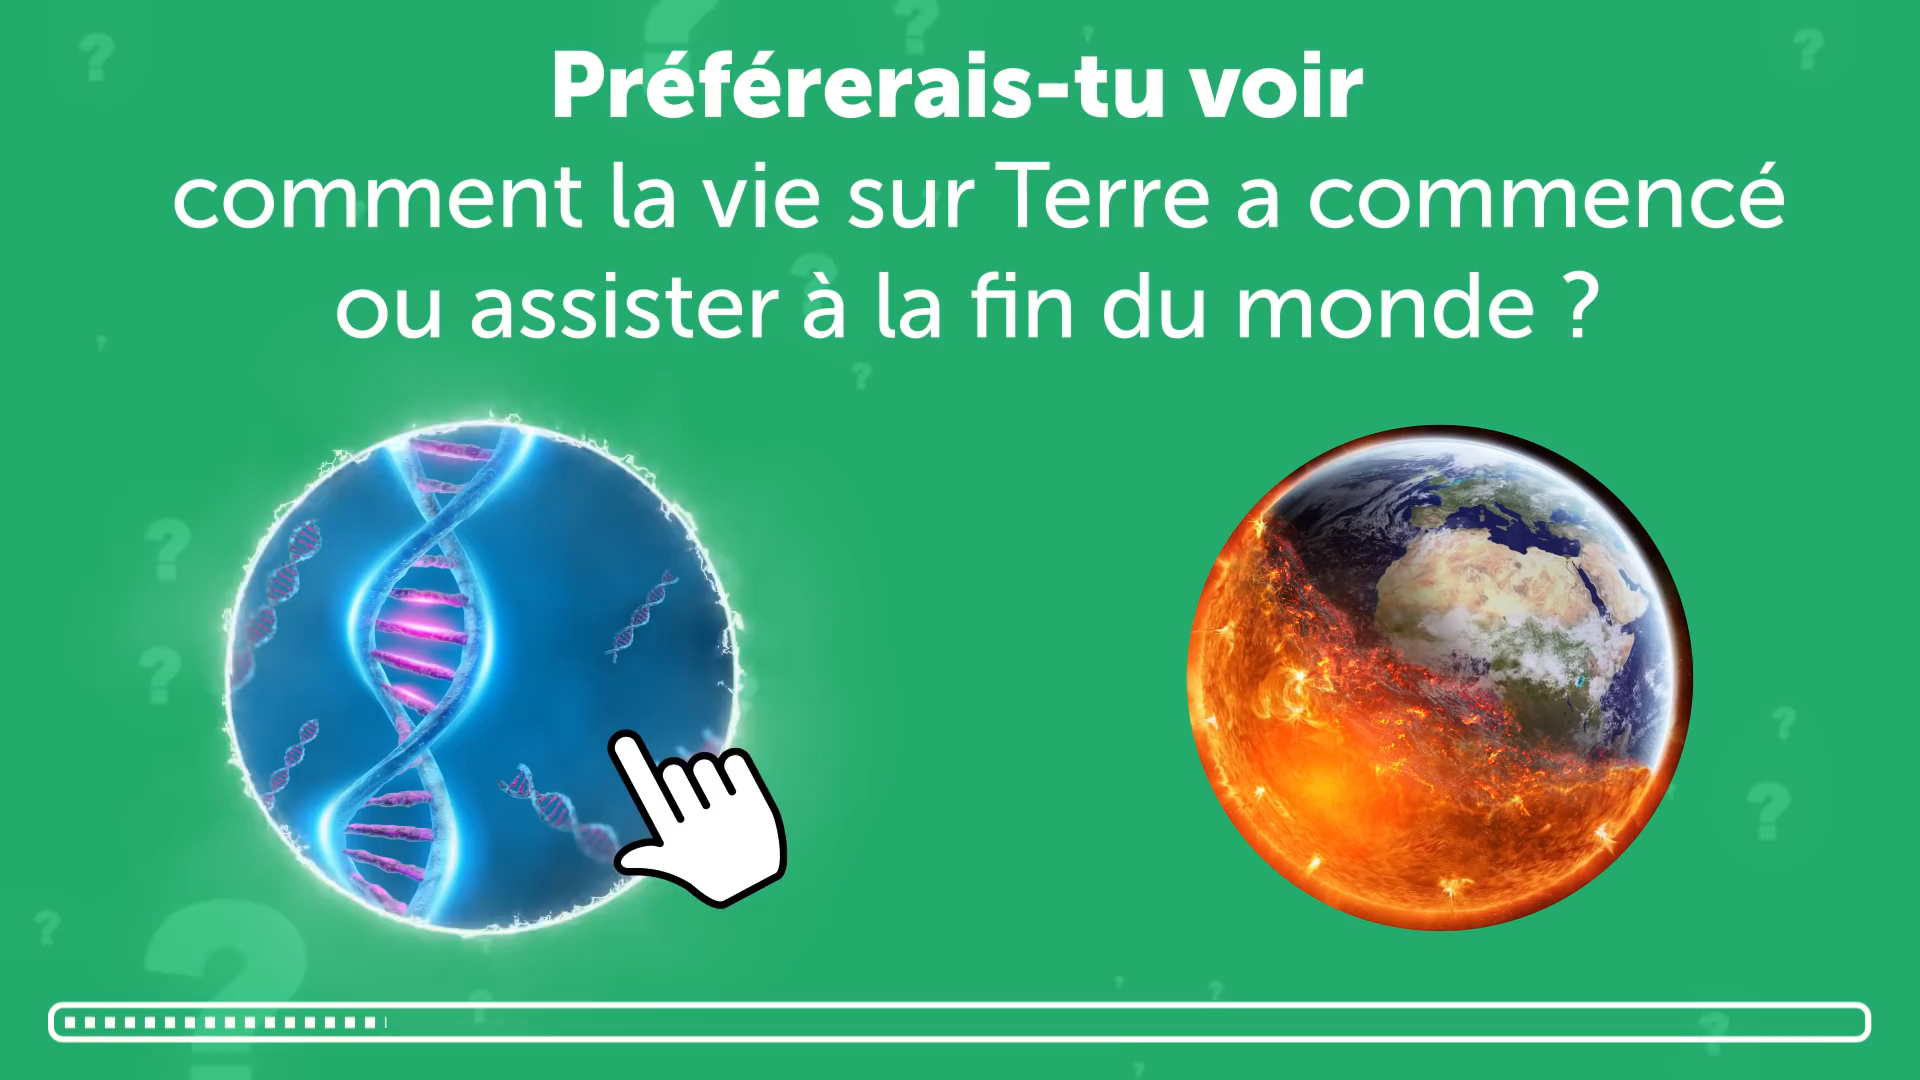 Préférerais-tu voir
comment la vie sur Terre a commencé
ou assister à la fin du monde ?